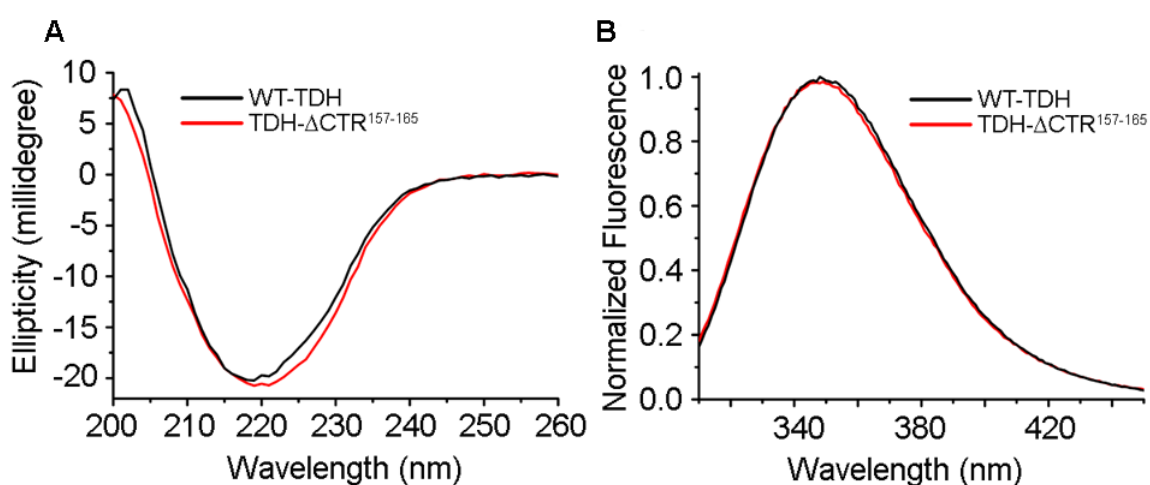 A
Ellipticity (millidegree)
10
5
0
-5
-10
-15
-20
WT-TDH
TDH-ΔCTR¹⁵⁷⁻¹⁶⁵
200 210 220 230 240 250 260
Wavelength (nm)
B
Normalized Fluorescence
1.0
0.8
0.6
0.4
0.2
0.0
WT-TDH
TDH-ΔCTR¹⁵⁷⁻¹⁶⁵
340 380 420
Wavelength (nm)